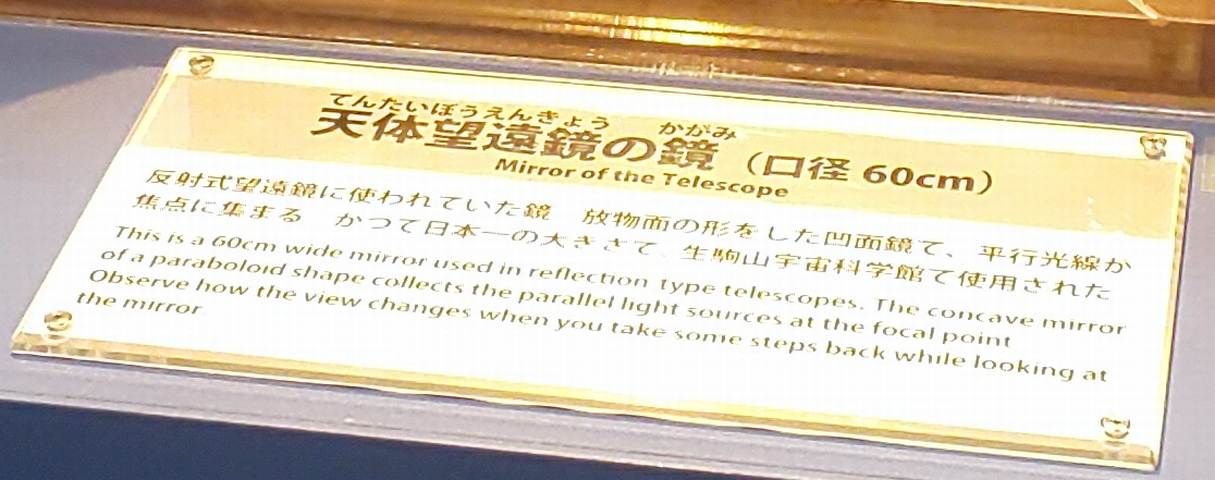 てんたいぼうえんきょう かがみ
天体望遠鏡の鏡（口径 60cm）
Mirror of the Telescope
反射式望遠鏡に使われていた鏡 放物面の形をした凹面鏡で、平行光線が
焦点に集まる かつて日本一の大きさで、生駒山宇宙科学館で使用された
This is a 60cm wide mirror used in reflection type telescopes. The concave mirror
of a paraboloid shape collects the parallel light sources at the focal point
Observe how the view changes when you take some steps back while looking at
the mirror